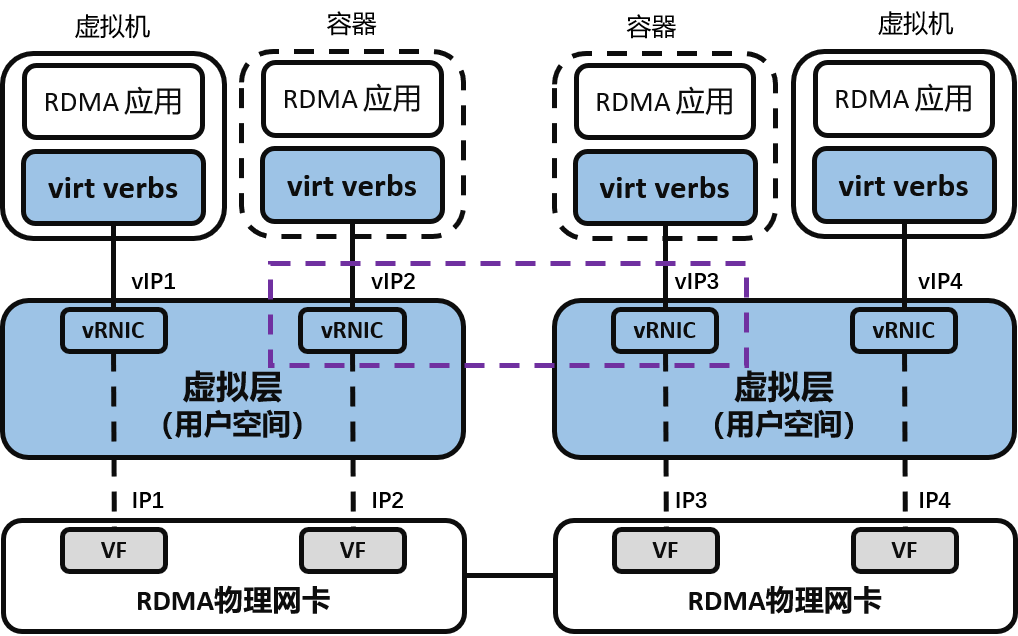 虚拟机
容器
容器
虚拟机
RDMA 应用
RDMA 应用
RDMA 应用
RDMA 应用
virt verbs
virt verbs
virt verbs
virt verbs
vIP1
vIP2
vIP3
vIP4
vRNIC
vRNIC
vRNIC
vRNIC
虚拟层
(用户空间)
虚拟层
(用户空间)
IP1
IP2
IP3
IP4
VF
VF
VF
VF
RDMA物理网卡
RDMA物理网卡